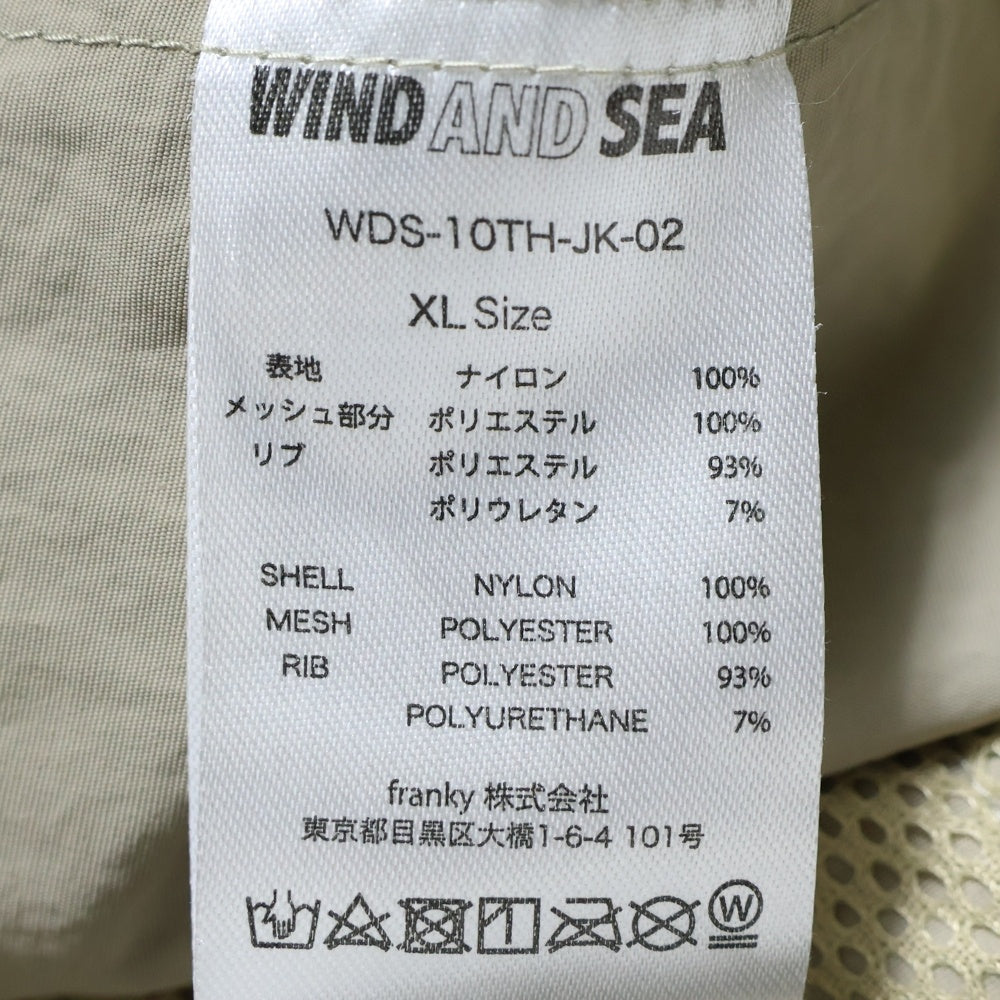 WIND AND SEA
WDS-10TH-JK-02
XL Size
表地 ナイロン 100%
メッシュ部分 ポリエステル 100%
リブ ポリエステル 93%
ポリウレタン 7%
SHELL NYLON 100%
MESH POLYESTER 100%
RIB POLYESTER 93%
POLYURETHANE 7%
franky 株式会社
東京都目黒区大橋1-6-4 101号
W